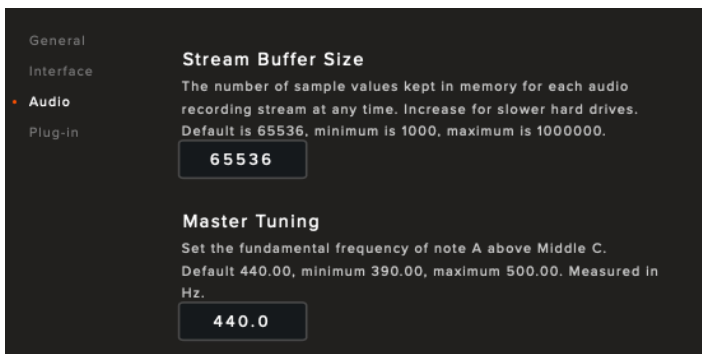 General
Interface
Audio
Plug-in
Stream Buffer Size
The number of sample values kept in memory for each audio
recording stream at any time. Increase for slower hard drives.
Default is 65536, minimum is 1000, maximum is 1000000.
65536
Master Tuning
Set the fundamental frequency of note A above Middle C.
Default 440.00, minimum 390.00, maximum 500.00. Measured in
Hz.
440.0